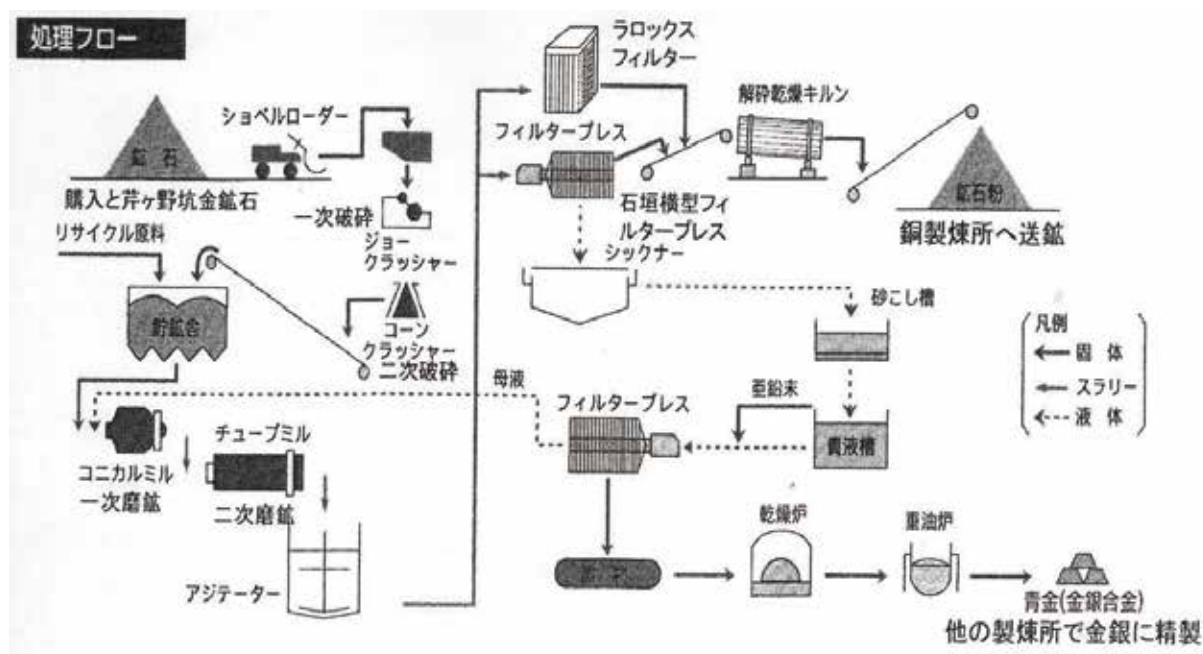 処理フロー
ラロックス
フィルター
ショベルローダー
フィルタープレス
解砕乾燥キルン
鉱石
購入と芹ヶ野坑金鉱石
リサイクル原料
一次破砕
ジョー
クラッシャー
石垣横型フィ
ルタープレス
シックナー
鉱石粉
銅製煉所へ送鉱
貯鉱舎
コーン
クラッシャー
二次破砕
砂こし槽
凡例
固体
スラリー
液体
母液
フィルタープレス
亜鉛末
貴液槽
チューブミル
コニカルミル
一次磨鉱
二次磨鉱
アジテーター
乾燥炉
重油炉
青金(金銀合金)
他の製煉所で金銀に精製